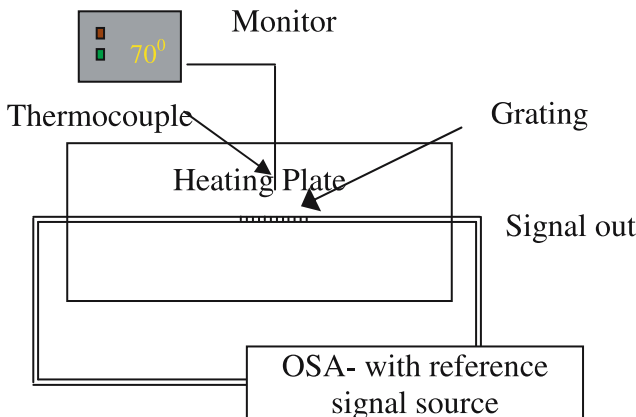 Monitor
70⁰
Thermocouple
Grating
Heating Plate
Signal out
OSA- with reference
signal source